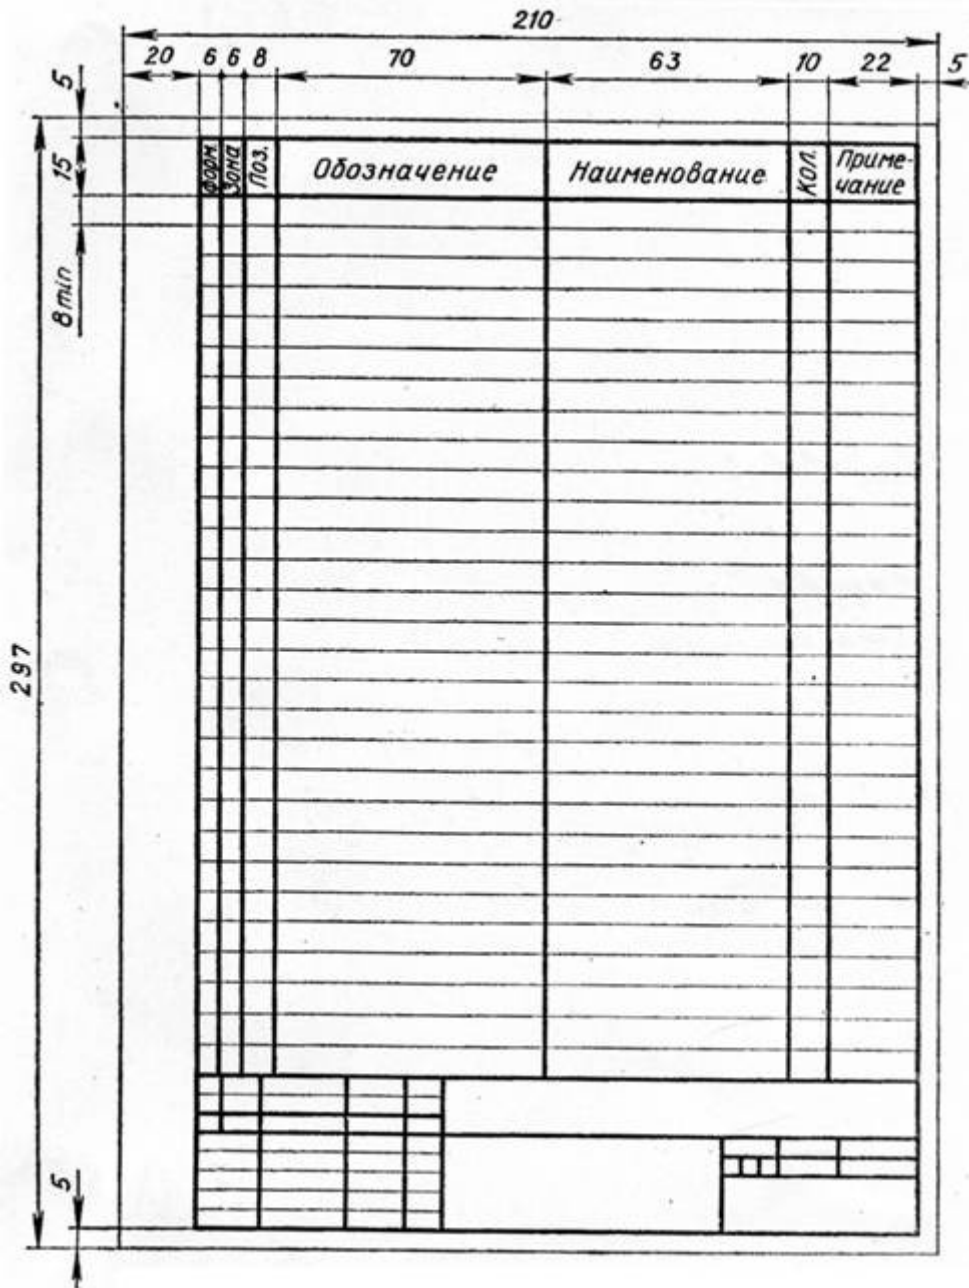 210
20 6 6 8 70 63 10 22 5
5
15
8 min
297
5
Форм.
Зона
Поз.
Обозначение
Наименование
Кол.
Приме-
чание